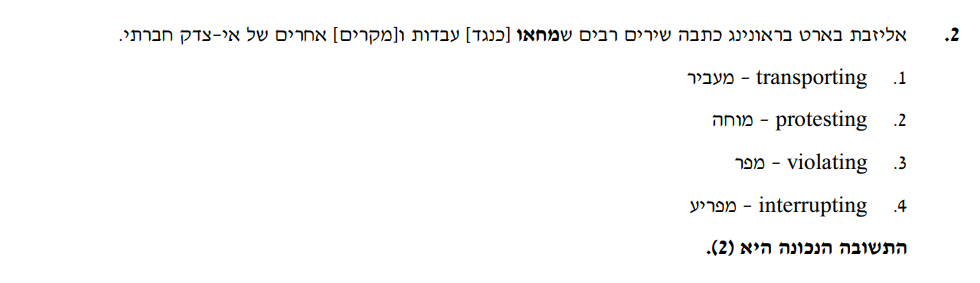 2. אליזבת בארט בראונינג כתבה שירים רבים שמחאו [כנגד] עבדות ו[מקרים] אחרים של אי-צדק חברתי.
1. transporting - מעביר
2. protesting - מוחה
3. violating - מפר
4. interrupting - מפריע
התשובה הנכונה היא (2).